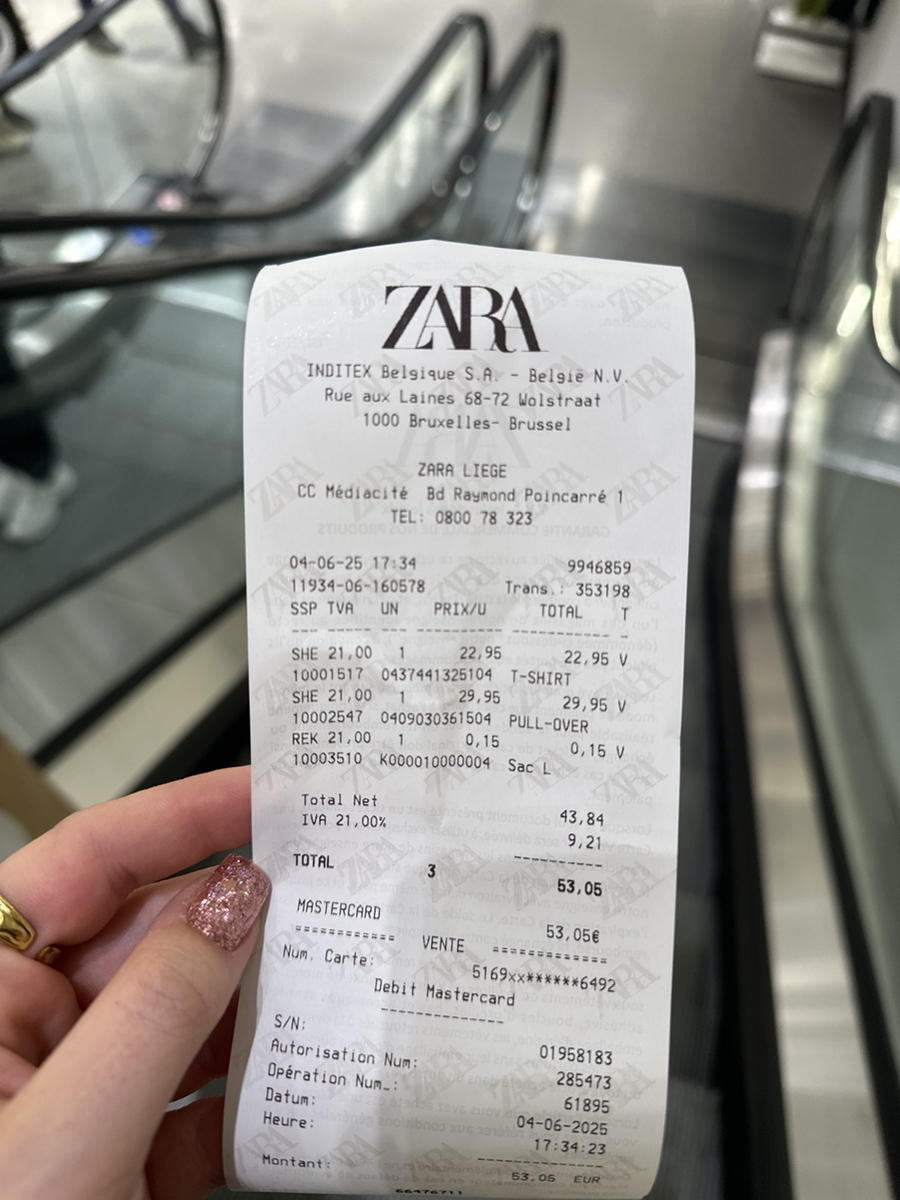 ZARA
INDITEX Belgique S.A. - België N.V.
Rue aux Laines 68-72 Wolstraat
1000 Bruxelles- Brussel
ZARA LIEGE
CC Médiacité Bd Raymond Poincarré 1
TEL: 0800 78 323
04-06-25 17:34 9946859
11934-06-160578 Trans.: 353198
SSP TVA UN PRIX/U TOTAL T
SHE 21,00 1 22,95 22,95 V
10001517 0437441325104 T-SHIRT
SHE 21,00 1 29,95 29,95 V
10002547 0409030361504 PULL-OVER
REK 21,00 1 0,15 0,15 V
10003510 K000010000004 Sac L
Total Net 43,84
IVA 21,00% 9,21
TOTAL 3 53,05
MASTERCARD 53,05€
============ VENTE ============
Num. Carte: 5169xx******6492
Debit Mastercard
S/N: 01958183
Autorisation Num: 285473
Opération Num_: 61895
Datum: 04-06-2025
Heure: 17:34:23
Montant: 53,05 EUR